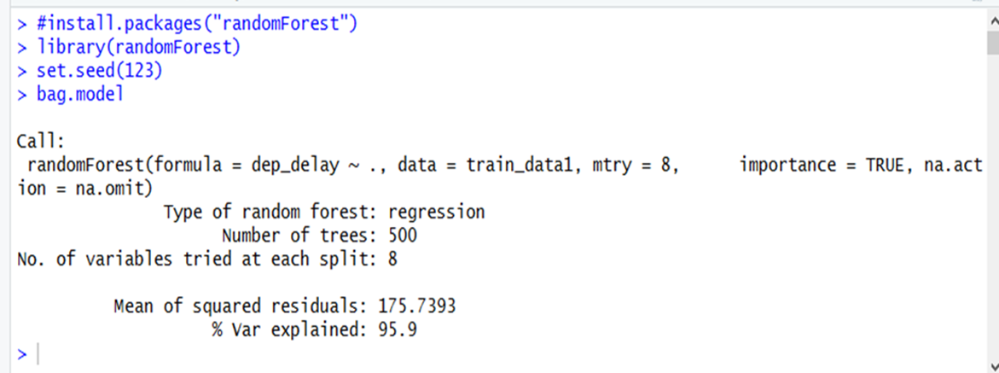 > #install.packages("randomForest")
> library(randomForest)
> set.seed(123)
> bag.model
Call:
 randomForest(formula = dep_delay ~ ., data = train_data1, mtry = 8,      importance = TRUE, na.act
ion = na.omit)
               Type of random forest: regression
                     Number of trees: 500
No. of variables tried at each split: 8
          Mean of squared residuals: 175.7393
                    % Var explained: 95.9
>